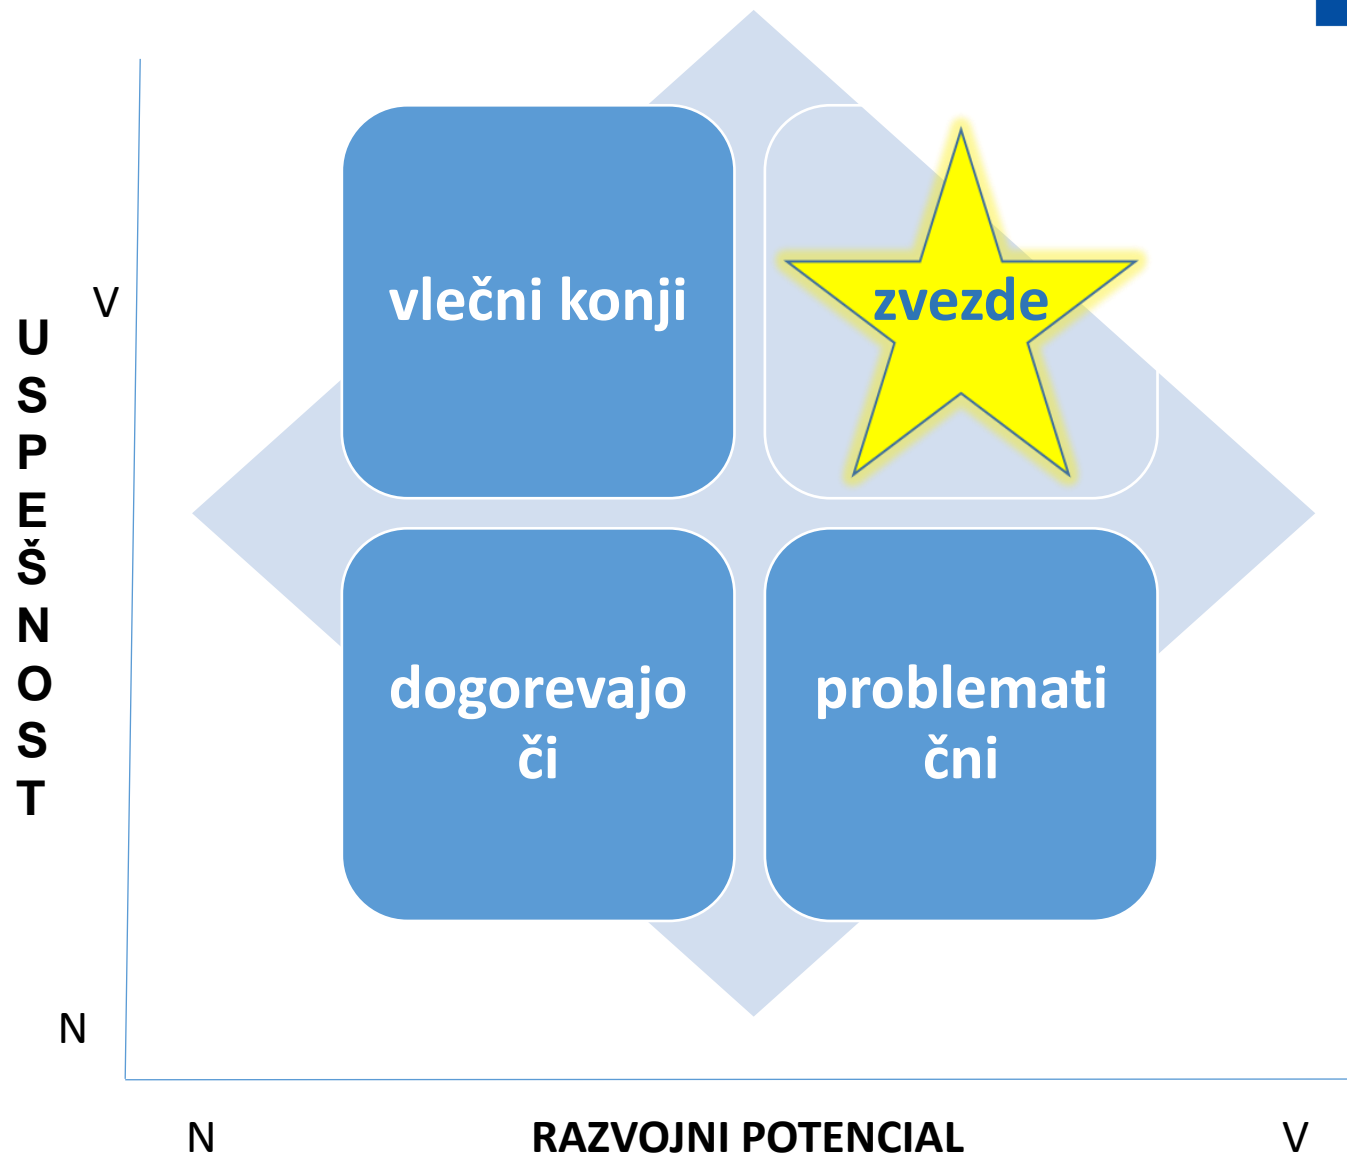 V
U
S
P
E
Š
N
O
S
T
vlečni konji
zvezde
dogorevajo
či
problemati
čni
N
N
RAZVOJNI POTENCIAL
V